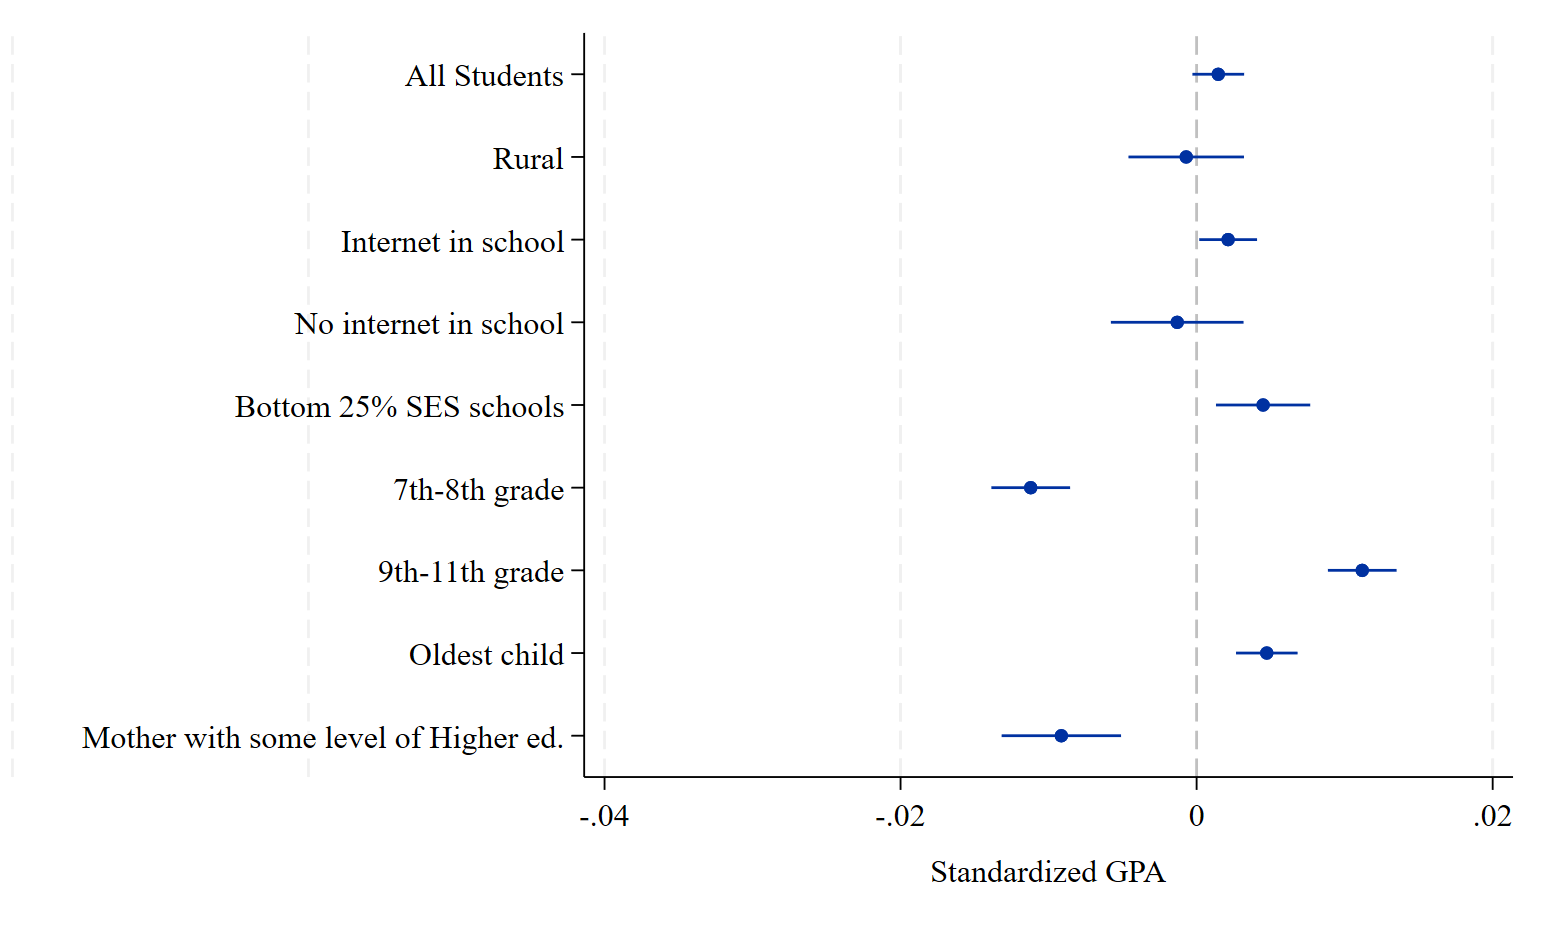 All Students
Rural
Internet in school
No internet in school
Bottom 25% SES schools
7th-8th grade
9th-11th grade
Oldest child
Mother with some level of Higher ed.
-.04 -.02 0 .02
Standardized GPA